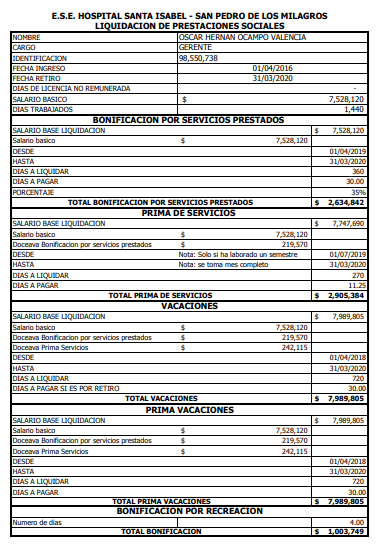 E.S.E. HOSPITAL SANTA ISABEL - SAN PEDRO DE LOS MILAGROS
LIQUIDACION DE PRESTACIONES SOCIALES
NOMBRE OSCAR HERNAN OCAMPO VALENCIA
CARGO GERENTE
IDENTIFICACION 98,550,738
FECHA INGRESO 01/04/2016
FECHA RETIRO 31/03/2020
DIAS DE LICENCIA NO REMUNERADA -
SALARIO BASICO $ 7,528,120
DIAS TRABAJADOS 1,440
BONIFICACION POR SERVICIOS PRESTADOS
SALARIO BASE LIQUIDACION $ 7,528,120
Salario basico $ 7,528,120
DESDE 01/04/2019
HASTA 31/03/2020
DIAS A LIQUIDAR 360
DIAS A PAGAR 30.00
PORCENTAJE 35%
TOTAL BONIFICACION POR SERVICIOS PRESTADOS $ 2,634,842
PRIMA DE SERVICIOS
SALARIO BASE LIQUIDACION $ 7,747,690
Salario basico $ 7,528,120
Doceava Bonificacion por servicios prestados $ 219,570
DESDE Nota: Solo si ha laborado un semestre 01/07/2019
HASTA Nota: se toma mes completo 31/03/2020
DIAS A LIQUIDAR 270
DIAS A PAGAR 11.25
TOTAL PRIMA DE SERVICIOS $ 2,905,384
VACACIONES
SALARIO BASE LIQUIDACION $ 7,989,805
Salario basico $ 7,528,120
Doceava Bonificacion por servicios prestados $ 219,570
Doceava Prima Servicios $ 242,115
DESDE 01/04/2018
HASTA 31/03/2020
DIAS A LIQUIDAR 720
DIAS A PAGAR SI ES POR RETIRO 30.00
TOTAL VACACIONES $ 7,989,805
PRIMA VACACIONES
SALARIO BASE LIQUIDACION $ 7,989,805
Salario basico $ 7,528,120
Doceava Bonificacion por servicios prestados $ 219,570
Doceava Prima Servicios $ 242,115
DESDE 01/04/2018
HASTA 31/03/2020
DIAS A LIQUIDAR 720
DIAS A PAGAR 30.00
TOTAL PRIMA VACACIONES $ 7,989,805
BONIFICACION POR RECREACION
Numero de dias 4.00
TOTAL BONIFICACION $ 1,003,749